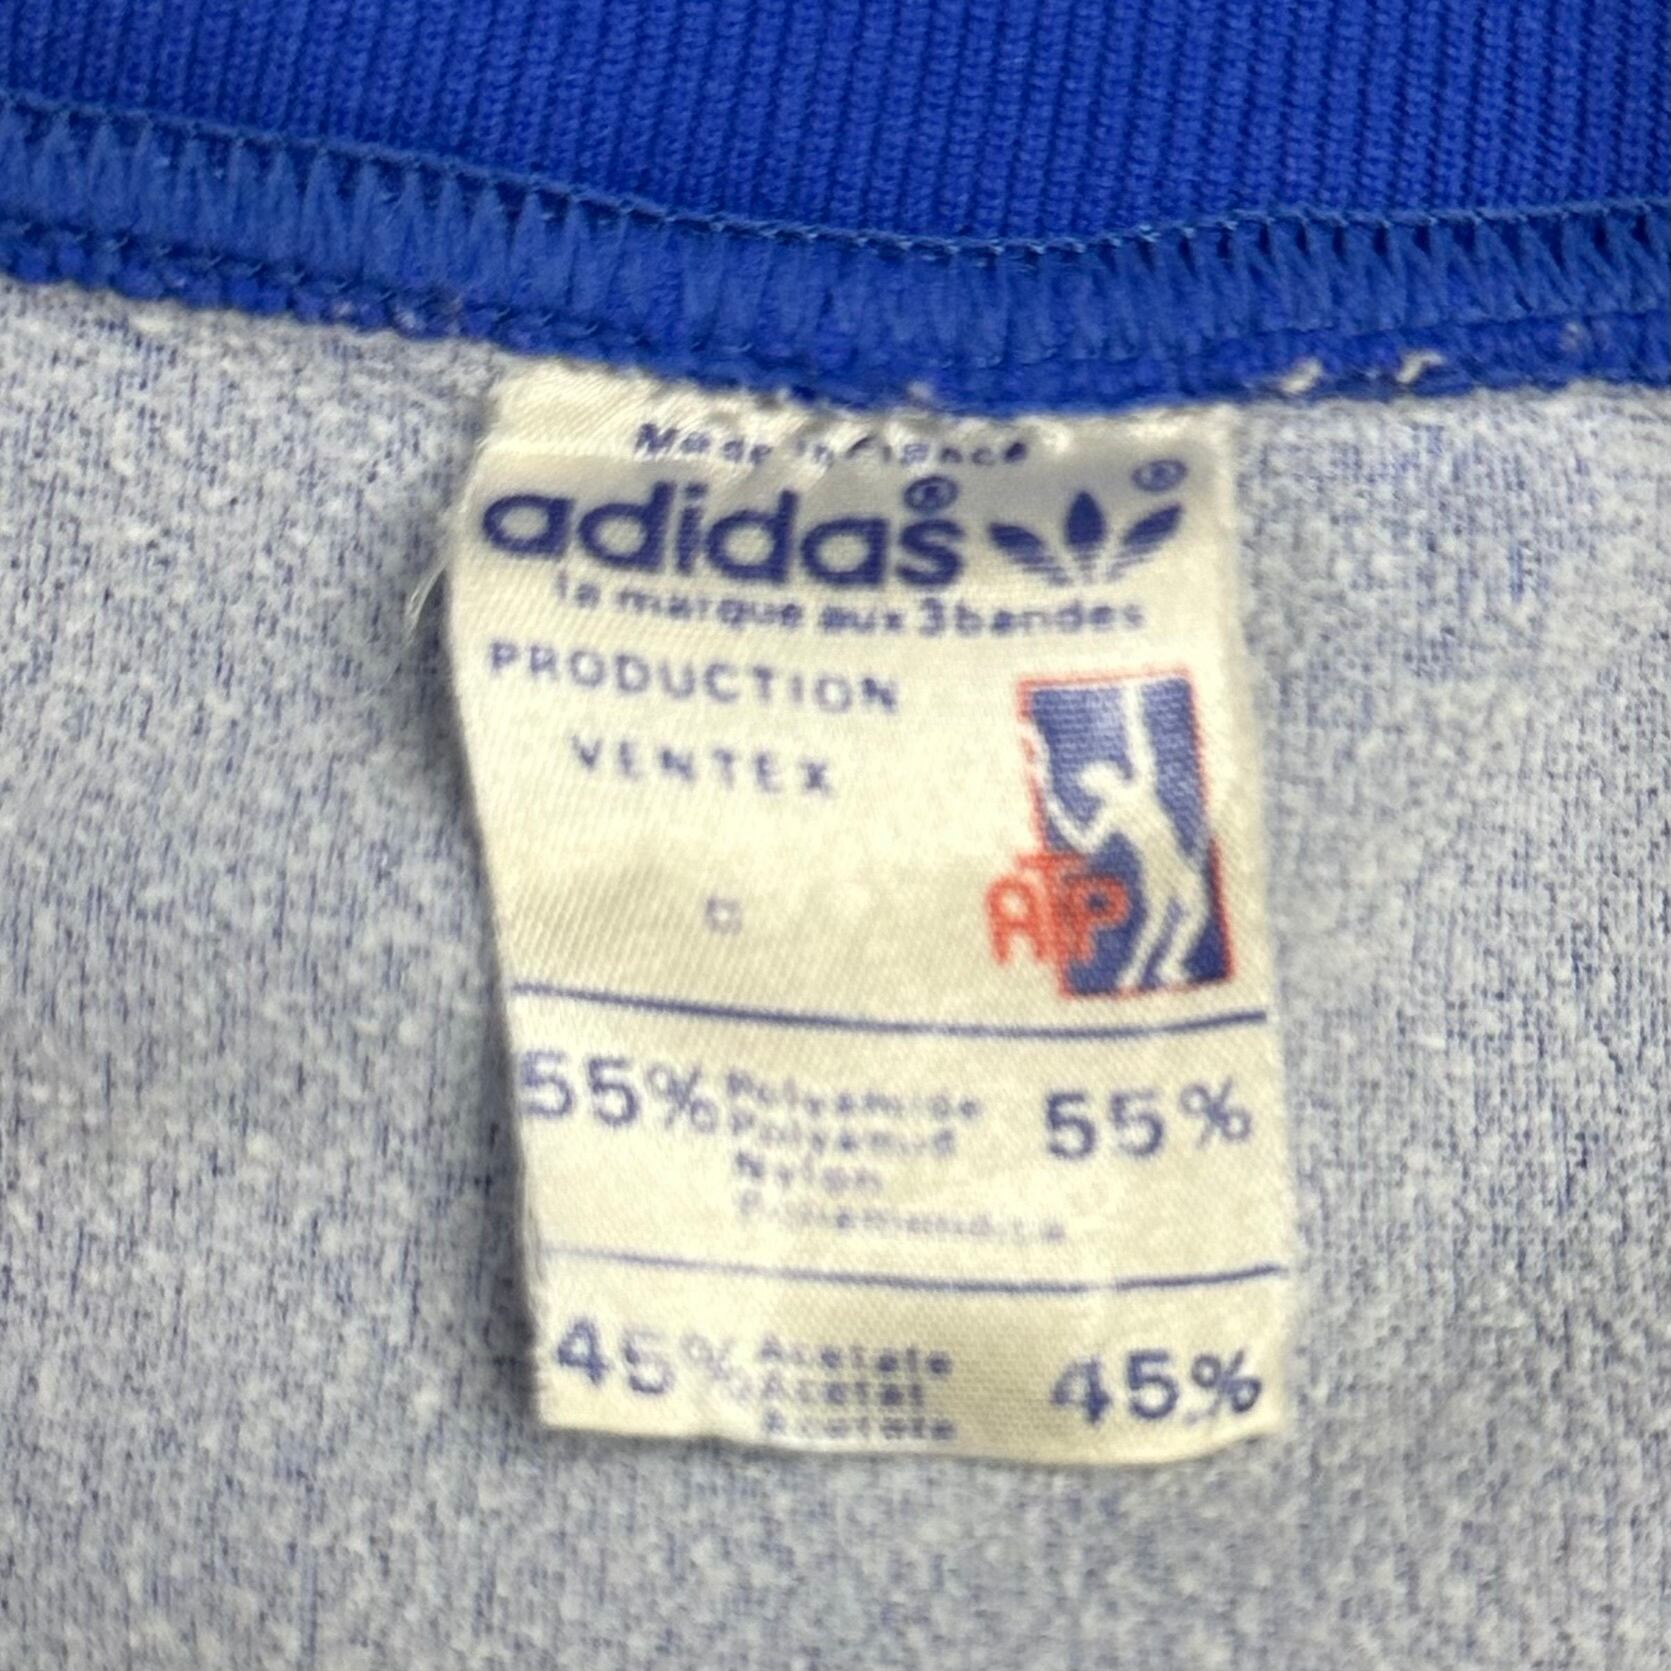 Made in France
adidas®
®
la marque aux 3 bandes
PRODUCTION
VENTEX
ATP
55% Polyamide 55%
Polyamid
Nylon
45% Acetate 45%
Acetat
Acetate